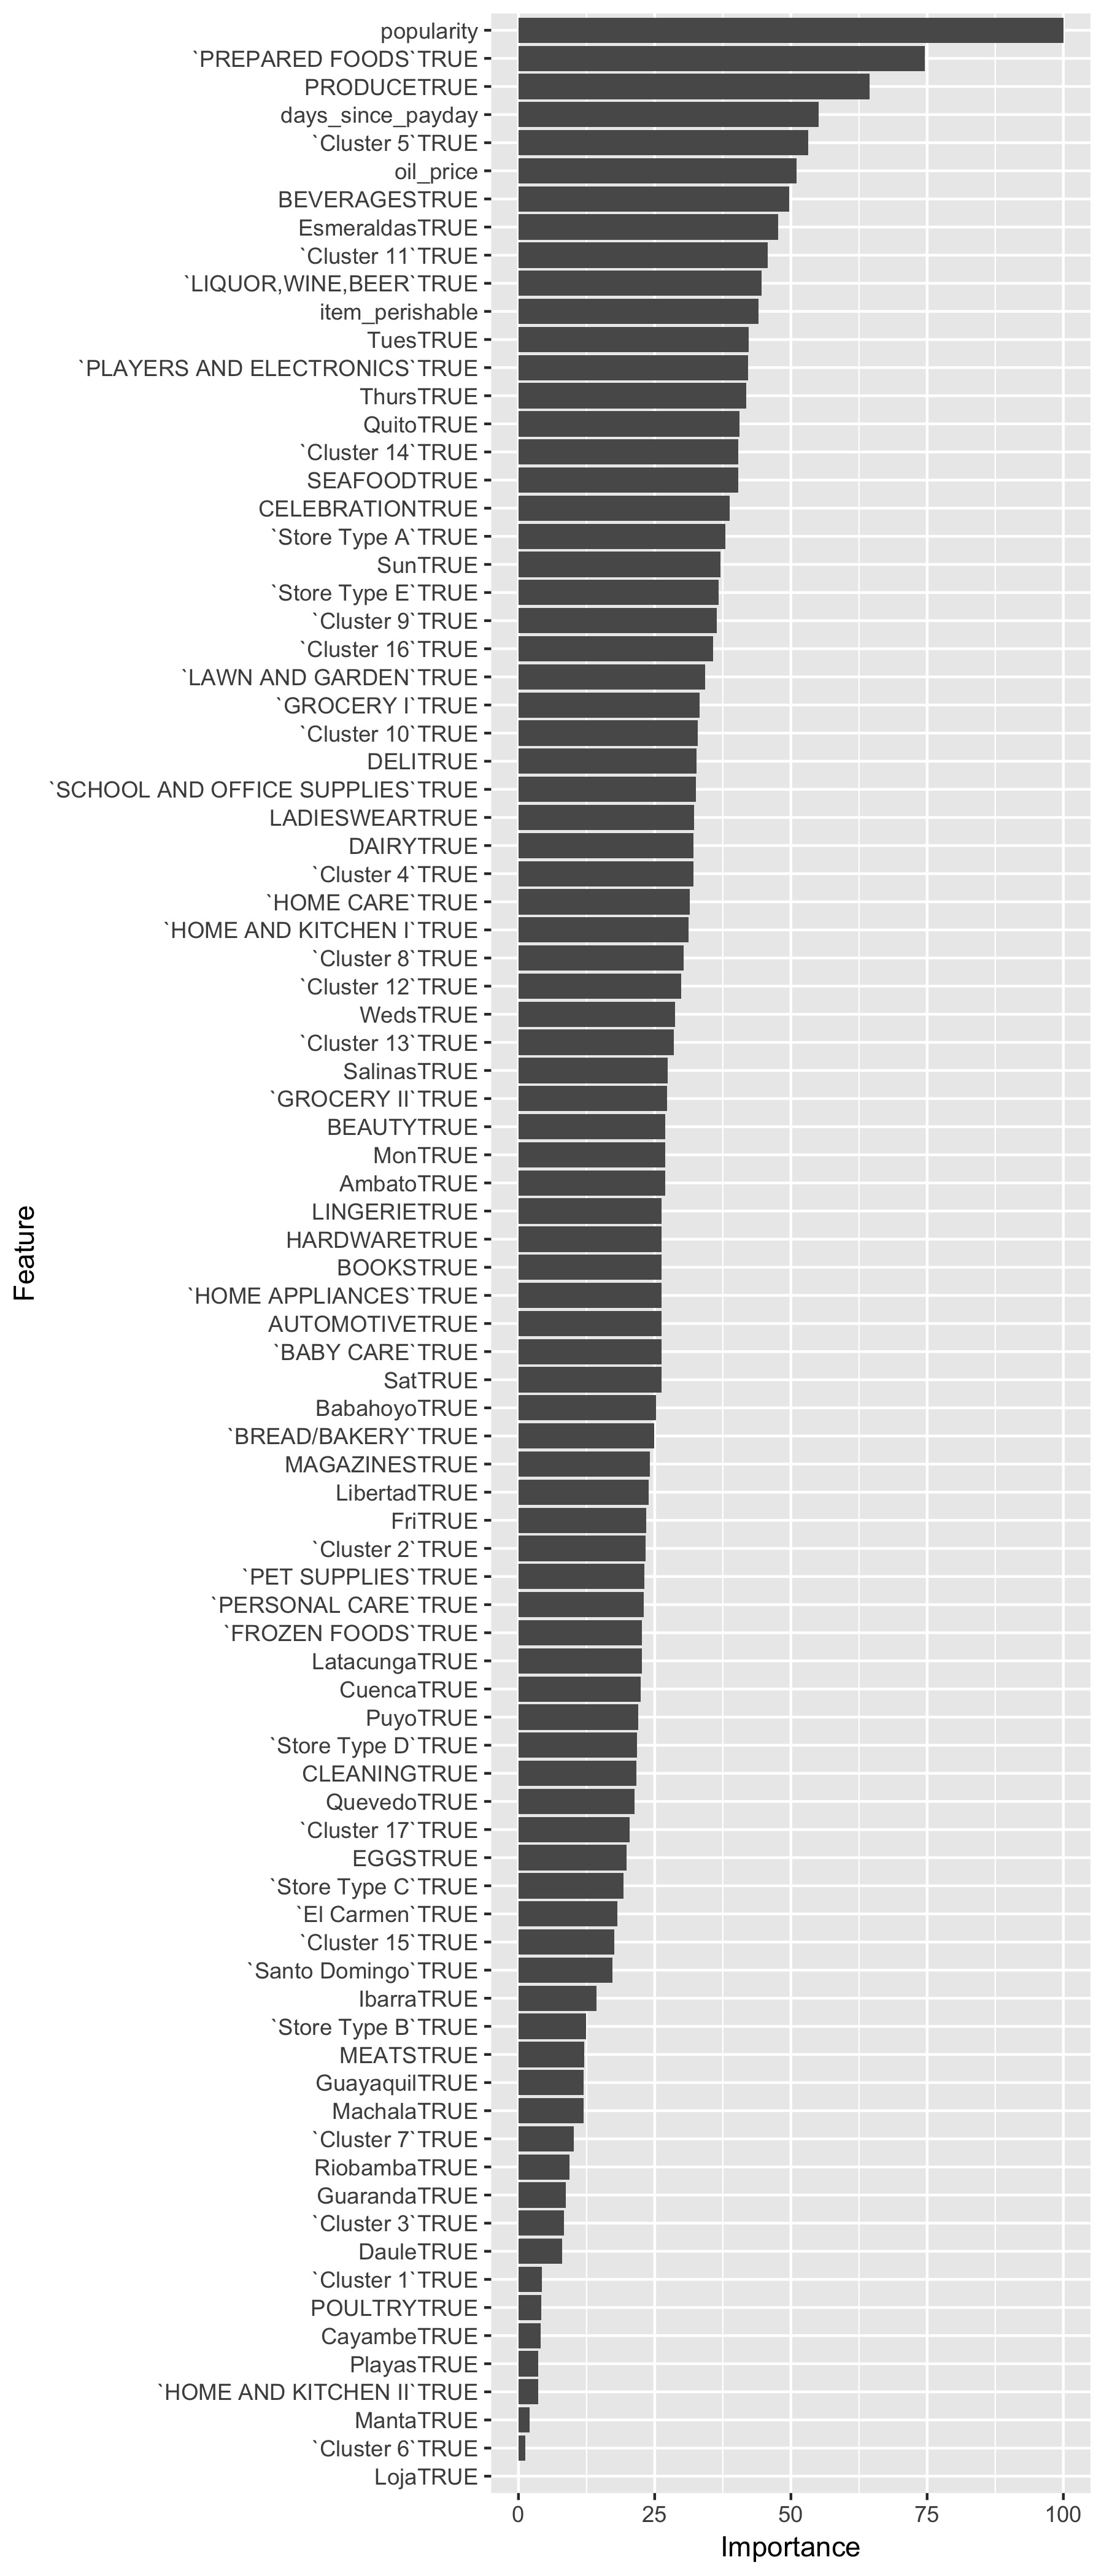 popularity
`PREPARED FOODS`TRUE
PRODUCETRUE
days_since_payday
`Cluster 5`TRUE
oil_price
BEVERAGESTRUE
EsmeraldasTRUE
`Cluster 11`TRUE
`LIQUOR,WINE,BEER`TRUE
item_perishable
TuesTRUE
`PLAYERS AND ELECTRONICS`TRUE
ThursTRUE
QuitoTRUE
`Cluster 14`TRUE
SEAFOODTRUE
CELEBRATIONTRUE
`Store Type A`TRUE
SunTRUE
`Store Type E`TRUE
`Cluster 9`TRUE
`Cluster 16`TRUE
`LAWN AND GARDEN`TRUE
`GROCERY I`TRUE
`Cluster 10`TRUE
DELITRUE
`SCHOOL AND OFFICE SUPPLIES`TRUE
LADIESWEARTRUE
DAIRYTRUE
`Cluster 4`TRUE
`HOME CARE`TRUE
`HOME AND KITCHEN I`TRUE
`Cluster 8`TRUE
`Cluster 12`TRUE
WedsTRUE
`Cluster 13`TRUE
SalinasTRUE
`GROCERY II`TRUE
BEAUTYTRUE
MonTRUE
AmbatoTRUE
LINGERIETRUE
HARDWARETRUE
BOOKSTRUE
`HOME APPLIANCES`TRUE
AUTOMOTIVETRUE
`BABY CARE`TRUE
SatTRUE
BabahoyoTRUE
`BREAD/BAKERY`TRUE
MAGAZINESTRUE
LibertadTRUE
FriTRUE
`Cluster 2`TRUE
`PET SUPPLIES`TRUE
`PERSONAL CARE`TRUE
`FROZEN FOODS`TRUE
LatacungaTRUE
CuencaTRUE
PuyoTRUE
`Store Type D`TRUE
CLEANINGTRUE
QuevedoTRUE
`Cluster 17`TRUE
EGGSTRUE
`Store Type C`TRUE
`El Carmen`TRUE
`Cluster 15`TRUE
`Santo Domingo`TRUE
IbarraTRUE
`Store Type B`TRUE
MEATSTRUE
GuayaquilTRUE
MachalaTRUE
`Cluster 7`TRUE
RiobambaTRUE
GuarandaTRUE
`Cluster 3`TRUE
DauleTRUE
`Cluster 1`TRUE
POULTRYTRUE
CayambeTRUE
PlayasTRUE
`HOME AND KITCHEN II`TRUE
MantaTRUE
`Cluster 6`TRUE
LojaTRUE
Feature
0 25 50 75 100
Importance